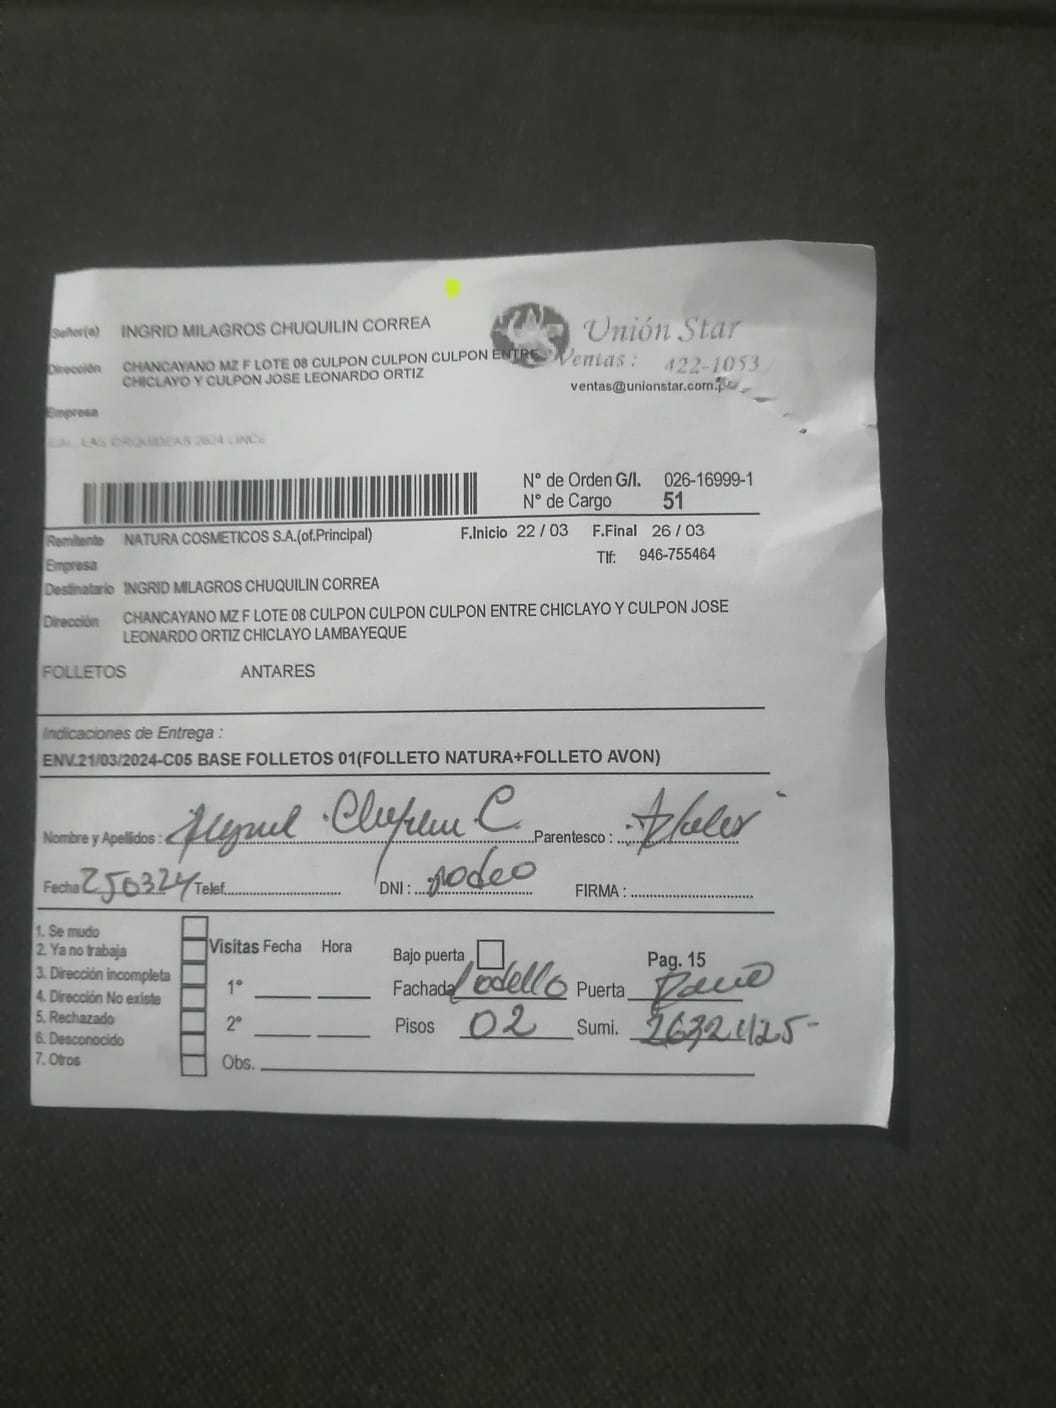 Señor(a) INGRID MILAGROS CHUQUILIN CORREA
Unión Star
Dirección CHANCAYANO MZ F LOTE 08 CULPON CULPON CULPON ENTRE
CHICLAYO Y CULPON JOSE LEONARDO ORTIZ
Ventas : 422-1053
ventas@unionstar.com.pe
Empresa
LAS ORQUIDEAS 2624 LINCE
N° de Orden G/I. 026-16999-1
N° de Cargo 51
Remitente NATURA COSMETICOS S.A.(of.Principal) F.Inicio 22 / 03 F.Final 26 / 03
Empresa Tlf: 946-755464
Destinatario INGRID MILAGROS CHUQUILIN CORREA
Dirección CHANCAYANO MZ F LOTE 08 CULPON CULPON CULPON ENTRE CHICLAYO Y CULPON JOSE
LEONARDO ORTIZ CHICLAYO LAMBAYEQUE
FOLLETOS ANTARES
Indicaciones de Entrega :
ENV.21/03/2024-C05 BASE FOLLETOS 01(FOLLETO NATURA+FOLLETO AVON)
Nombre y Apellidos : C. Parentesco :
Fecha 250324 Telef. DNI : FIRMA :
1. Se mudo
2. Ya no trabaja
3. Dirección incompleta
4. Dirección No existe
5. Rechazado
6. Desconocido
7. Otros
Visitas Fecha Hora
1°
2°
Obs.
Bajo puerta Pag. 15
Fachada Puerta
Pisos 02 Sumi.